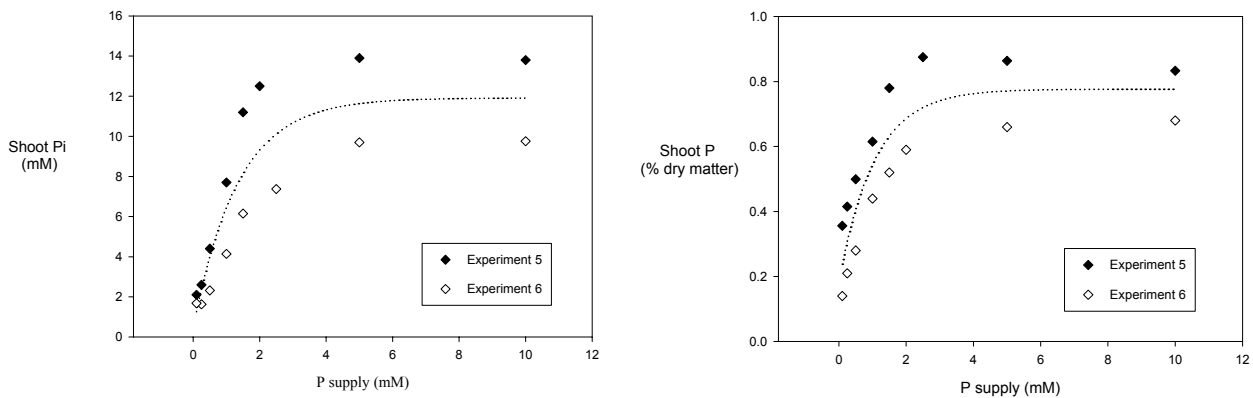 16
14
12
10
8
6
4
2
0
Shoot Pi
(mM)
Experiment 5
Experiment 6
0 2 4 6 8 10 12
P supply (mM)
1.0
0.8
0.6
0.4
0.2
0.0
Shoot P
(% dry matter)
Experiment 5
Experiment 6
0 2 4 6 8 10 12
P supply (mM)